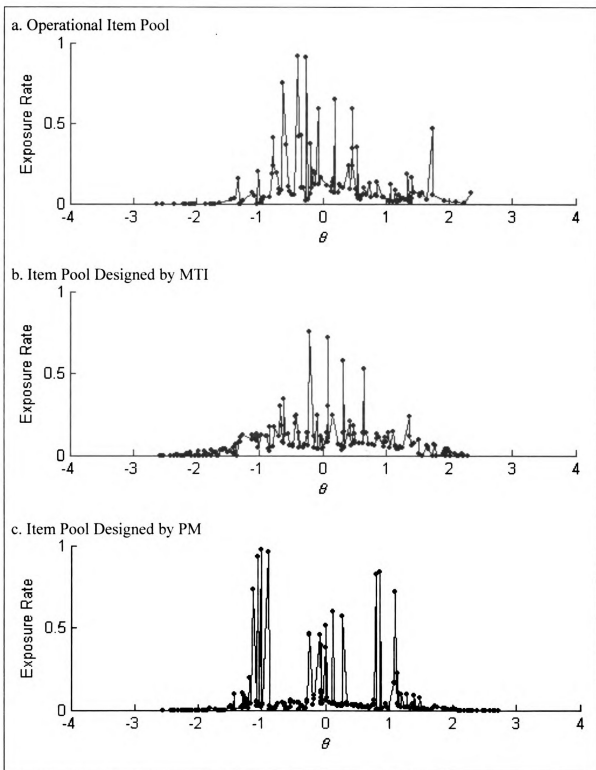 a. Operational Item Pool
1
0.5
0
Exposure Rate
-4 -3 -2 -1 0 1 2 3 4
θ
b. Item Pool Designed by MTI
1
0.5
0
Exposure Rate
-4 -3 -2 -1 0 1 2 3 4
θ
c. Item Pool Designed by PM
1
0.5
0
Exposure Rate
-4 -3 -2 -1 0 1 2 3 4
θ